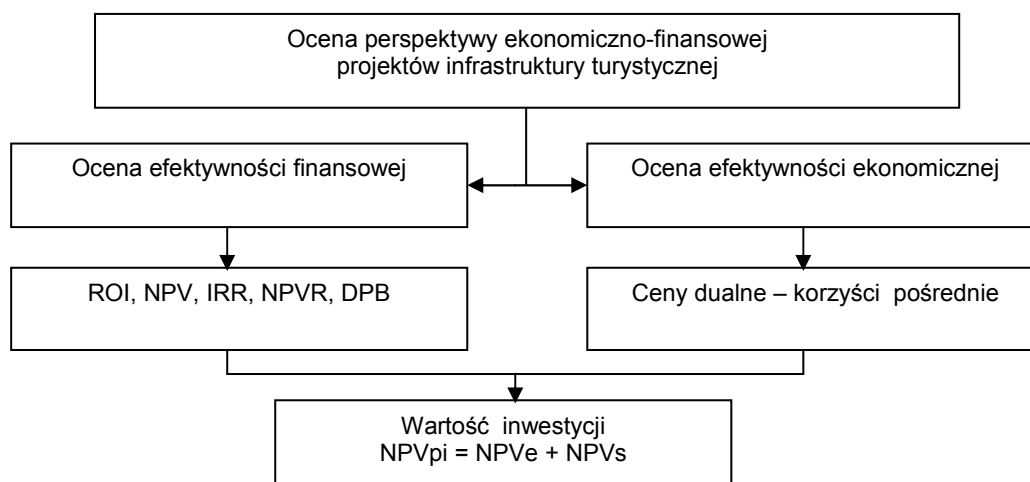 Ocena perspektywy ekonomiczno-finansowej
projektów infrastruktury turystycznej
Ocena efektywności finansowej
Ocena efektywności ekonomicznej
ROI, NPV, IRR, NPVR, DPB
Ceny dualne – korzyści pośrednie
Wartość inwestycji
NPVpi = NPVe + NPVs